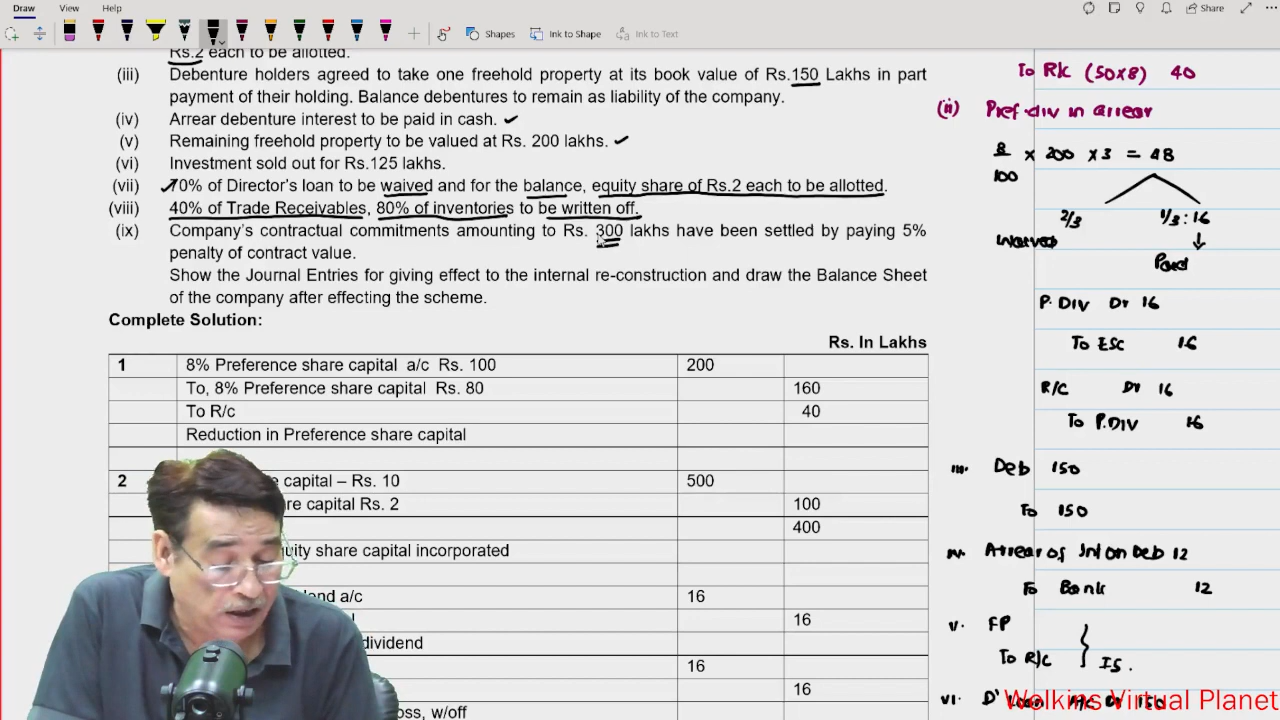 Draw View Help
Share
Shapes Ink to Shape Ink to Text
Rs.2 each to be allotted.
(iii) Debenture holders agreed to take one freehold property at its book value of Rs.150 Lakhs in part
payment of their holding. Balance debentures to remain as liability of the company.
(iv) Arrear debenture interest to be paid in cash.
(v) Remaining freehold property to be valued at Rs. 200 lakhs.
(vi) Investment sold out for Rs.125 lakhs.
(vii) 70% of Director's loan to be waived and for the balance, equity share of Rs.2 each to be allotted.
(viii) 40% of Trade Receivables, 80% of inventories to be written off.
(ix) Company's contractual commitments amounting to Rs. 300 lakhs have been settled by paying 5%
penalty of contract value.
Show the Journal Entries for giving effect to the internal re-construction and draw the Balance Sheet
of the company after effecting the scheme.
Complete Solution:
Rs. In Lakhs
1 8% Preference share capital a/c Rs. 100 200
To, 8% Preference share capital Rs. 80 160
To R/c 40
Reduction in Preference share capital
2 capital – Rs. 10 500
share capital Rs. 2 100
400
share capital incorporated
a/c 16
16
dividend
16
16
loss, w/off
To R/c (50x8) 40
(ii) Pref. div in arrear
8 x 200 x 3 = 48
100
2/3 1/3 : 16
Waived
Paid
P. Div Dr 16
To ESC 16
R/C Dr 16
To P.Div 16
iii. Deb 150
To 150
iv. Arrear of Int on Deb 12
To Bank 12
v. FP
To R/c } 15.
vi. D' Loan A/c Dr 150
Welkins Virtual Planet